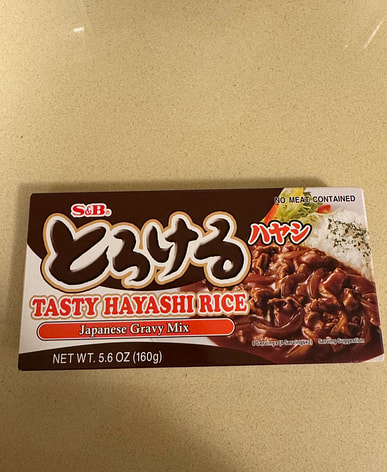 S&B®
NO MEAT CONTAINED
とろける
ハヤシ
TASTY HAYASHI RICE
Japanese Gravy Mix
NET WT. 5.6 OZ (160g)
Serving Suggestion